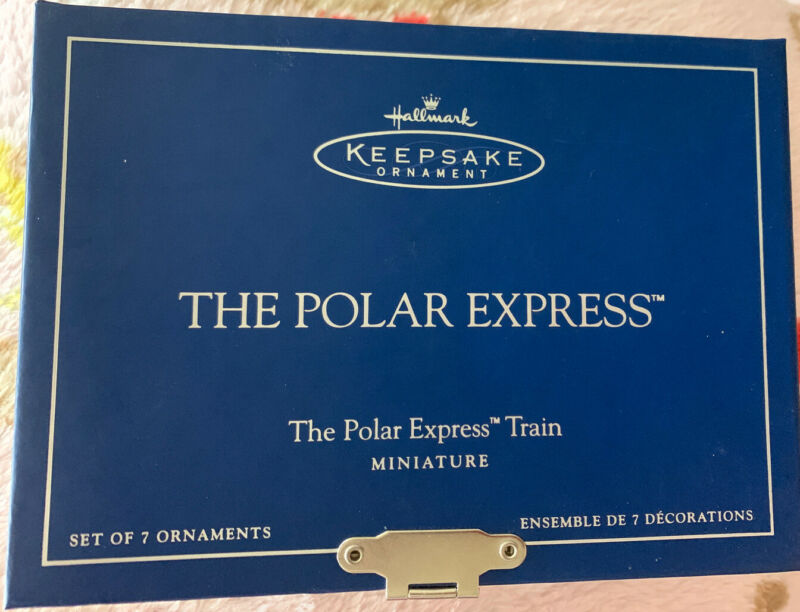 Hallmark
KEEPSAKE
ORNAMENT
THE POLAR EXPRESS™
The Polar Express™ Train
MINIATURE
SET OF 7 ORNAMENTS
ENSEMBLE DE 7 DÉCORATIONS